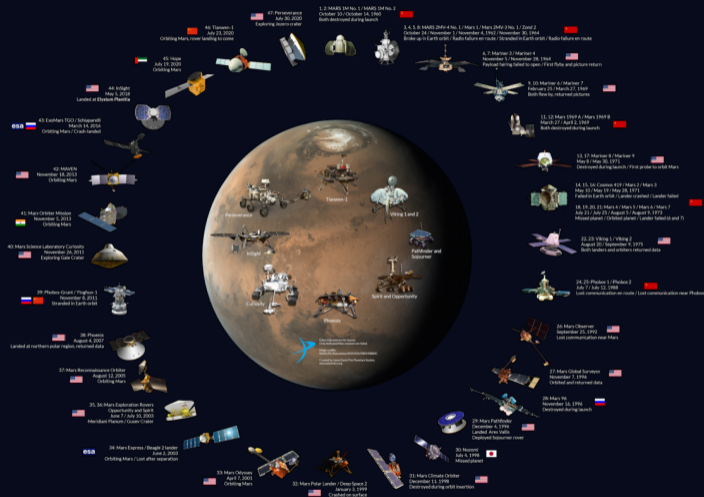 1, 2: MARS 1M No. 1 / MARS 1M No. 2
October 10 / October 14, 1960
Both destroyed during launch
3, 4, 5, 8: MARS 2MV-4 No. 1 / Mars 1 / Mars 2MV-3 No. 1 / Zond 2
October 24 / November 1 / November 4, 1962 / November 30, 1964
Broke up in Earth orbit / Radio failure en route / Stranded in Earth orbit / Radio failure en route
6, 7: Mariner 3 / Mariner 4
November 5 / November 28, 1964
Payload fairing failed to open / First flyby and picture return
9, 10: Mariner 6 / Mariner 7
February 25 / March 27, 1969
Both flew by, returned pictures
11, 12: Mars 1969 A / Mars 1969 B
March 27 / April 2, 1969
Both destroyed during launch
13, 17: Mariner 8 / Mariner 9
May 8 / May 30, 1971
Destroyed during launch / First probe to orbit Mars
14, 15, 16: Cosmos 419 / Mars 2 / Mars 3
May 10 / May 19 / May 28, 1971
Failed in Earth orbit / Lander crashed / Lander failed
18, 19, 20, 21: Mars 4 / Mars 5 / Mars 6 / Mars 7
July 21 / July 25 / August 5 / August 9, 1973
Missed planet / Orbited planet / Lander failed (6 and 7)
22, 23: Viking 1 / Viking 2
August 20 / September 9, 1975
Both landers and orbiters returned data
24, 25: Phobos 1 / Phobos 2
July 7 / July 12, 1988
Lost communication en route / Lost communication near Phobos
26: Mars Observer
September 25, 1992
Lost communication near Mars
27: Mars Global Surveyor
November 7, 1996
Orbited and returned data
28: Mars 96
November 16, 1996
Destroyed during launch
29: Mars Pathfinder
December 4, 1996
Landed Ares Vallis
Deployed Sojourner rover
30: Nozomi
July 4, 1998
Missed planet
31: Mars Climate Orbiter
December 11, 1998
Destroyed during orbit insertion
32: Mars Polar Lander / Deep Space 2
January 3, 1999
Crashed on surface
33: Mars Odyssey
April 7, 2001
Orbiting Mars
34: Mars Express / Beagle 2 lander
June 2, 2003
Orbiting Mars / Lost after separation
esa
35, 36: Mars Exploration Rovers
Opportunity and Spirit
June 7 / July 10, 2003
Meridiani Planum / Gusev Crater
37: Mars Reconnaissance Orbiter
August 12, 2005
Orbiting Mars
38: Phoenix
August 4, 2007
Landed at northern polar region, returned data
39: Phobos-Grunt / Yinghuo 1
November 8, 2011
Stranded in Earth orbit
40: Mars Science Laboratory Curiosity
November 26, 2011
Exploring Gale Crater
41: Mars Orbiter Mission
November 5, 2013
Orbiting Mars
42: MAVEN
November 18, 2013
Orbiting Mars
43: ExoMars TGO / Schiaparelli
March 14, 2016
Orbiting Mars / Crash landed
esa
44: InSight
May 5, 2018
Landed at Elysium Planitia
45: Hope
July 19, 2020
Orbiting Mars
46: Tianwen-1
July 23, 2020
Orbiting Mars, rover landing to come
47: Perseverance
July 30, 2020
Exploring Jezero crater
Perseverance
Tianwen-1
Viking 1 and 2
InSight
Pathfinder and
Sojourner
Curiosity
Phoenix
Spirit and Opportunity